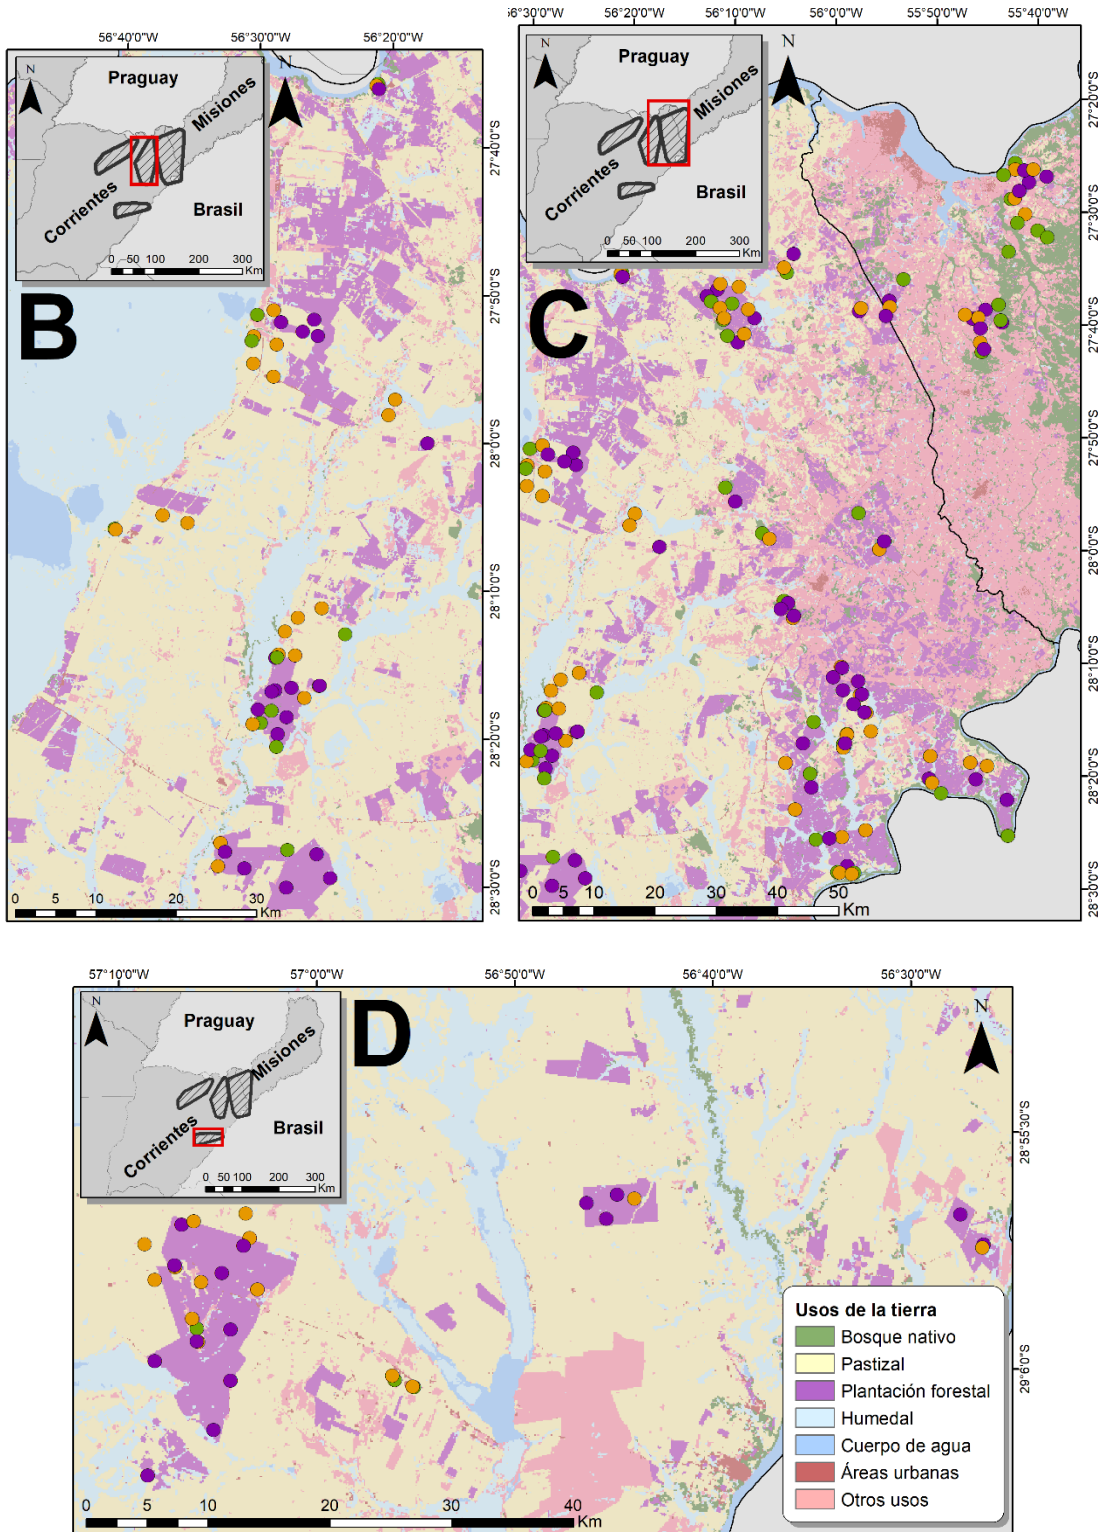 56°40'0"W 56°30'0"W 56°20'0"W
N
Paraguay
Misiones
Corrientes
Brasil
0 50 100 200 300
Km
N
B
27°40'0"S
27°50'0"S
28°0'0"S
28°10'0"S
28°20'0"S
28°30'0"S
0 5 10 20 30
Km
56°30'0"W 56°20'0"W 56°10'0"W 56°0'0"W 55°50'0"W 55°40'0"W
N
Paraguay
Misiones
Corrientes
Brasil
0 50 100 200 300
Km
N
C
27°20'0"S
27°30'0"S
27°40'0"S
27°50'0"S
28°0'0"S
28°10'0"S
28°20'0"S
28°30'0"S
0 5 10 20 30 40 50
Km
57°10'0"W 57°0'0"W 56°50'0"W 56°40'0"W 56°30'0"W
N
Paraguay
Misiones
Corrientes
Brasil
0 50 100 200 300
Km
D
N
28°55'30"S
29°6'0"S
Usos de la tierra
Bosque nativo
Pastizal
Plantación forestal
Humedal
Cuerpo de agua
Áreas urbanas
Otros usos
0 5 10 20 30 40
Km